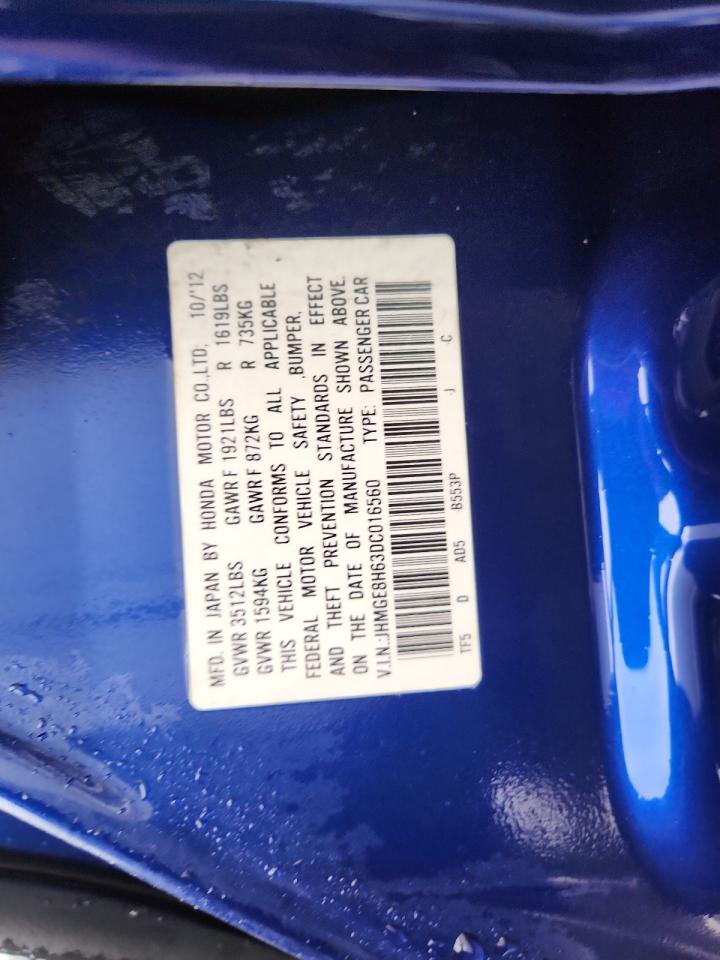 MFD. IN JAPAN BY HONDA MOTOR CO.,LTD; 10/'12
GVWR 3512LBS GAWR F 1921LBS R 1619LBS
GVWR 1594KG GAWR F 872KG R 735KG
THIS VEHICLE CONFORMS TO ALL APPLICABLE
FEDERAL MOTOR VEHICLE SAFETY ,BUMPER,
AND THEFT PREVENTION STANDARDS IN EFFECT
ON THE DATE OF MANUFACTURE SHOWN ABOVE.
V.I.N.:JHMGE8H63DC016560 TYPE: PASSENGER CAR
TF5 D AD5 B553P J C